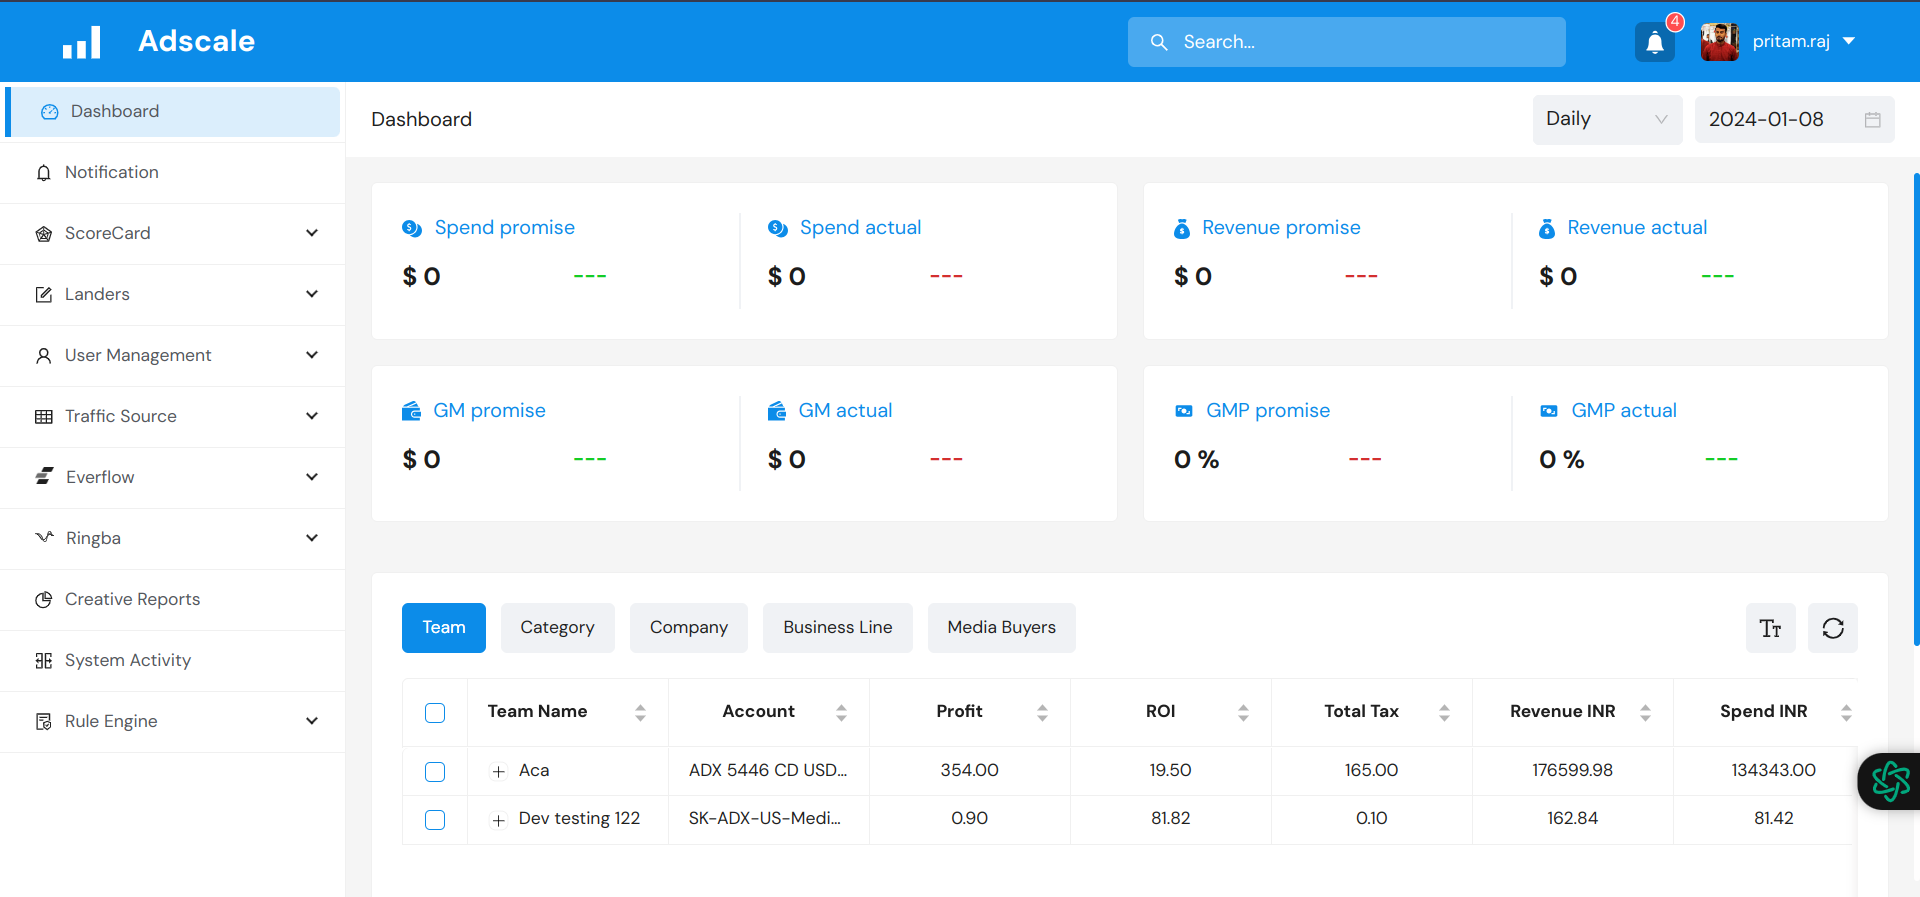 Adscale
Search...
4
pritam.raj
Dashboard
Notification
ScoreCard
Landers
User Management
Traffic Source
Everflow
Ringba
Creative Reports
System Activity
Rule Engine
Dashboard
Daily
2024-01-08
Spend promise
$ 0
---
Spend actual
$ 0
---
Revenue promise
$ 0
---
Revenue actual
$ 0
---
GM promise
$ 0
---
GM actual
$ 0
---
GMP promise
0 %
---
GMP actual
0 %
---
Team Category Company Business Line Media Buyers
Team Name Account Profit ROI Total Tax Revenue INR Spend INR
Aca ADX 5446 CD USD... 354.00 19.50 165.00 176599.98 134343.00
Dev testing 122 SK-ADX-US-Medi... 0.90 81.82 0.10 162.84 81.42